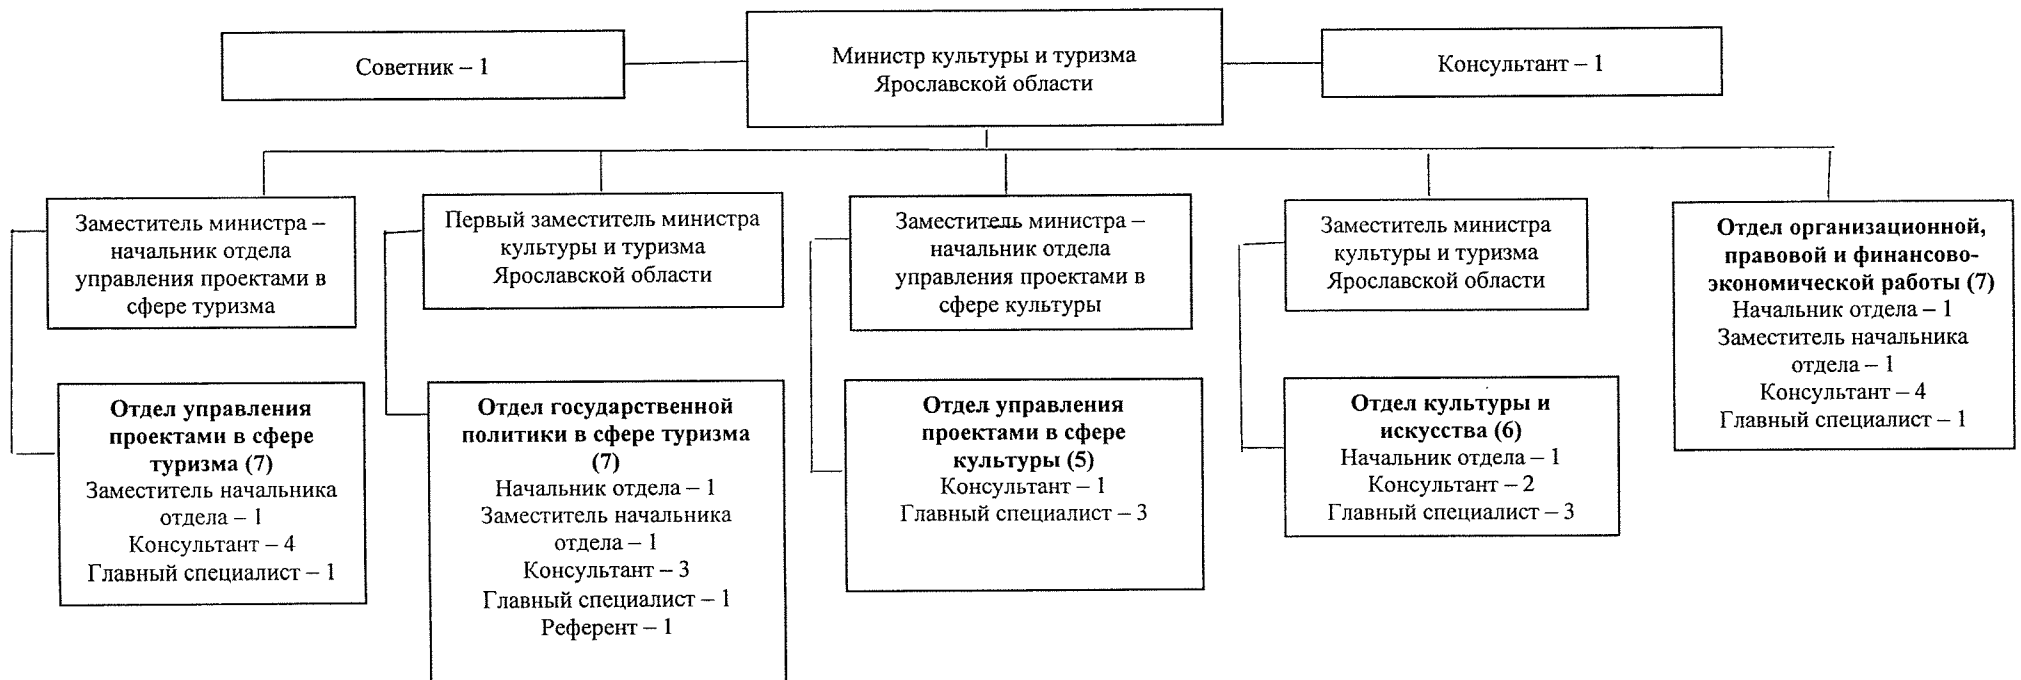 Советник – 1
Министр культуры и туризма
Ярославской области
Консультант – 1
Заместитель министра –
начальник отдела
управления проектами в
сфере туризма
Первый заместитель министра
культуры и туризма
Ярославской области
Заместитель министра –
начальник отдела
управления проектами в
сфере культуры
Заместитель министра
культуры и туризма
Ярославской области
Отдел организационной,
правовой и финансово-
экономической работы (7)
Начальник отдела – 1
Заместитель начальника
отдела – 1
Консультант – 4
Главный специалист – 1
Отдел управления
проектами в сфере
туризма (7)
Заместитель начальника
отдела – 1
Консультант – 4
Главный специалист – 1
Отдел государственной
политики в сфере туризма
(7)
Начальник отдела – 1
Заместитель начальника
отдела – 1
Консультант – 3
Главный специалист – 1
Референт – 1
Отдел управления
проектами в сфере
культуры (5)
Консультант – 1
Главный специалист – 3
Отдел культуры и
искусства (6)
Начальник отдела – 1
Консультант – 2
Главный специалист – 3